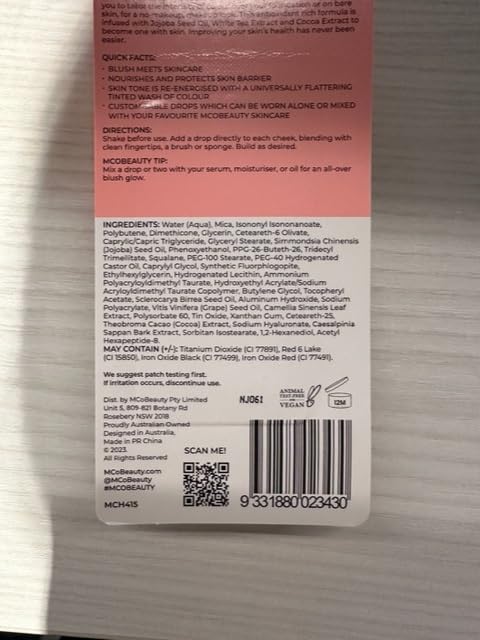 you to tailor the intensity of colour over your foundation or on bare
skin, for a no-makeup, makeup look. This antioxidant rich formula is
infused with Jojoba Seed Oil, White Tea Extract and Cocoa Extract to
become one with skin. Improving your skin's health has never been
easier.
QUICK FACTS:
• BLUSH MEETS SKINCARE
• NOURISHES AND PROTECTS SKIN BARRIER
• SKIN TONE IS RE-ENERGISED WITH A UNIVERSALLY FLATTERING
TINTED WASH OF COLOUR
• CUSTOMISABLE DROPS WHICH CAN BE WORN ALONE OR MIXED
WITH YOUR FAVOURITE MCOBEAUTY SKINCARE
DIRECTIONS:
Shake before use. Add a drop directly to each cheek, blending with
clean fingertips, a brush or sponge. Build as desired.
MCOBEAUTY TIP:
Mix a drop or two with your serum, moisturiser, or oil for an all-over
blush glow.
INGREDIENTS: Water (Aqua), Mica, Isononyl Isononanoate,
Polybutene, Dimethicone, Glycerin, Ceteareth-6 Olivate,
Caprylic/Capric Triglyceride, Glyceryl Stearate, Simmondsia Chinensis
(Jojoba) Seed Oil, Phenoxyethanol, PPG-26-Buteth-26, Tridecyl
Trimellitate, Squalane, PEG-100 Stearate, PEG-40 Hydrogenated
Castor Oil, Caprylyl Glycol, Synthetic Fluorphlogopite,
Ethylhexylglycerin, Hydrogenated Lecithin, Ammonium
Polyacryloyldimethyl Taurate, Hydroxyethyl Acrylate/Sodium
Acryloyldimethyl Taurate Copolymer, Butylene Glycol, Tocopheryl
Acetate, Sclerocarya Birrea Seed Oil, Aluminum Hydroxide, Sodium
Polyacrylate, Vitis Vinifera (Grape) Seed Oil, Camellia Sinensis Leaf
Extract, Polysorbate 60, Tin Oxide, Xanthan Gum, Ceteareth-25,
Theobroma Cacao (Cocoa) Extract, Sodium Hyaluronate, Caesalpinia
Sappan Bark Extract, Sorbitan Isostearate, 1,2-Hexanediol, Acetyl
Hexapeptide-8.
MAY CONTAIN (+/-): Titanium Dioxide (CI 77891), Red 6 Lake
(CI 15850), Iron Oxide Black (CI 77499), Iron Oxide Red (CI 77491).
We suggest patch testing first.
If irritation occurs, discontinue use.
Dist. by MCoBeauty Pty Limited
Unit 5, 809-821 Botany Rd
Rosebery NSW 2018
Proudly Australian Owned
Designed in Australia,
Made in PR China
© 2023.
All Rights Reserved
MCoBeauty.com
@MCoBeauty
#MCOBEAUTY
MCH415
SCAN ME!
NJ061
ANIMAL
TEST-FREE
VEGAN
12M
9 331880 023430